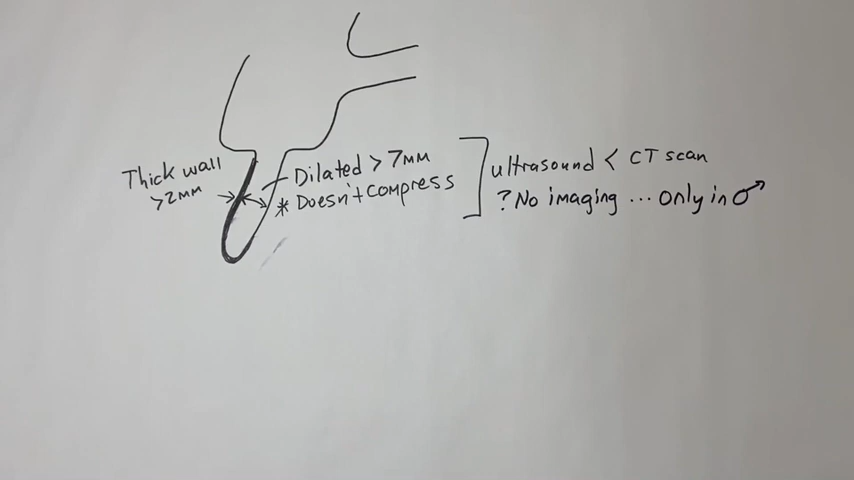 Thick wall
>2MM
Dilated > 7MM
* Doesn't compress
ultrasound < CT scan
? No imaging ... only in ♂